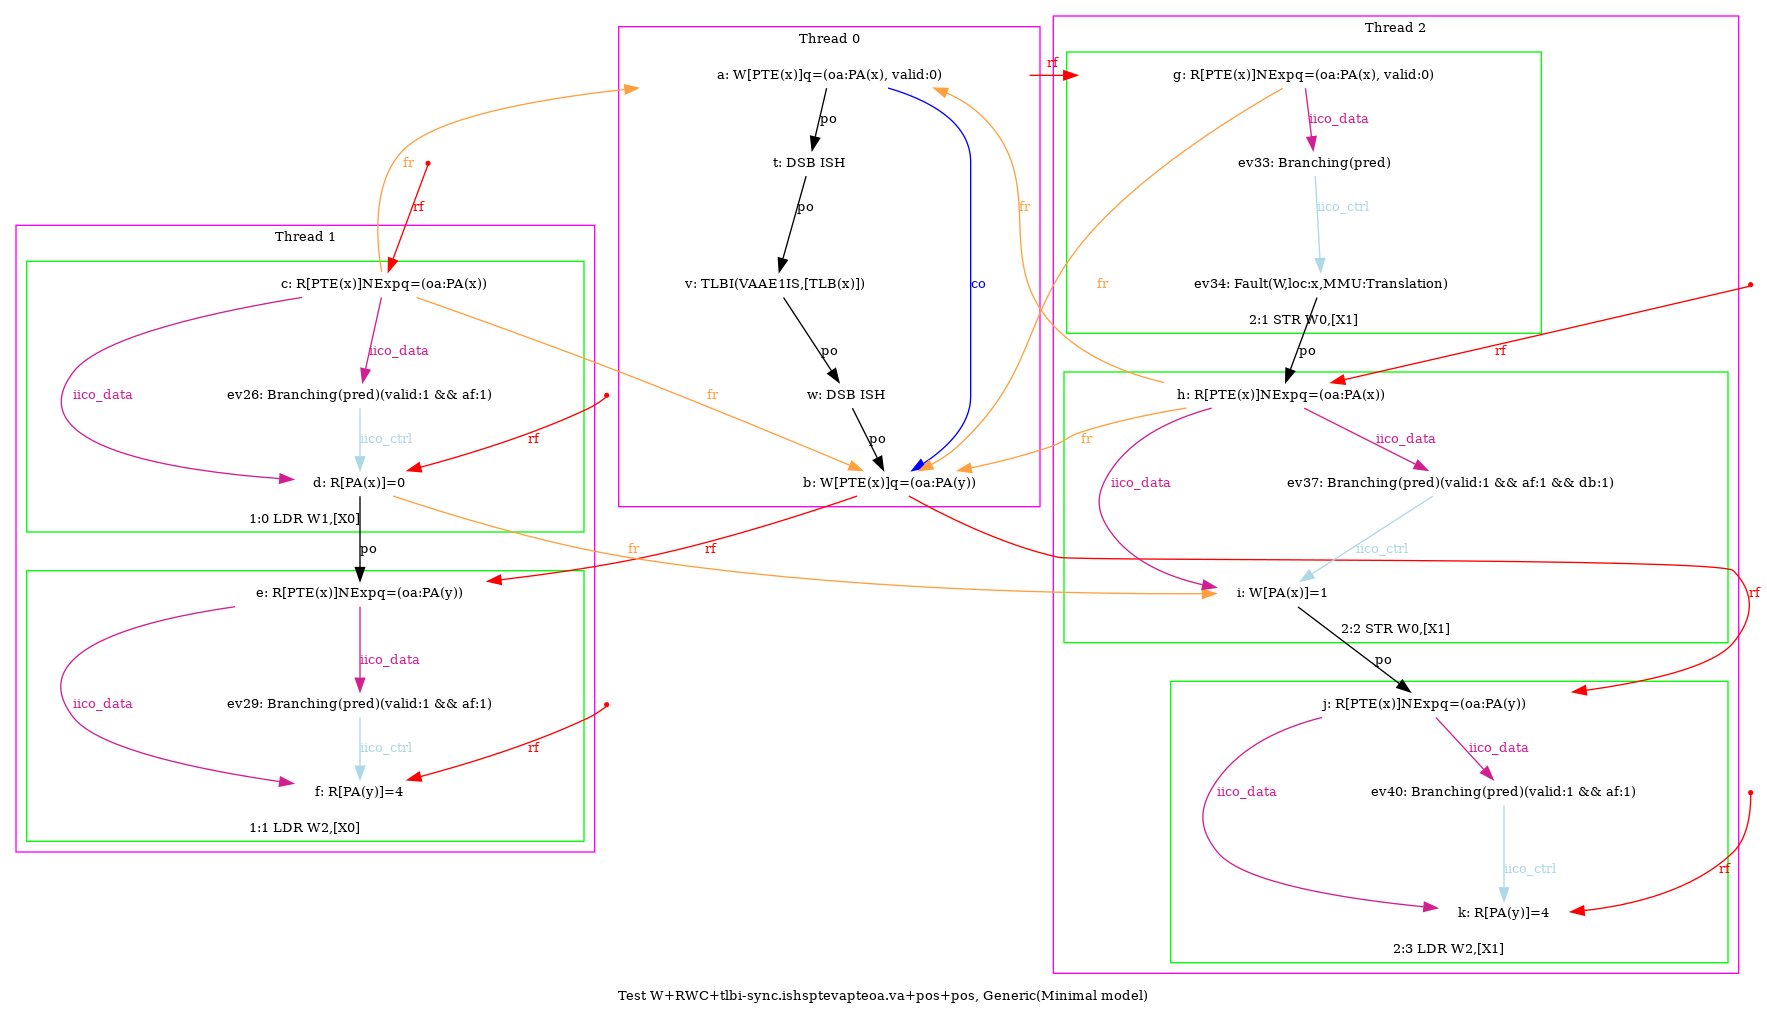 Thread 0
a: W[PTE(x)]q=(oa:PA(x), valid:0)
po
t: DSB ISH
po
v: TLBI(VAAE1IS,[TLB(x)])
po
w: DSB ISH
po
b: W[PTE(x)]q=(oa:PA(y))
co
rf
fr
rf
fr
fr
fr
fr
fr
rf
rf
Thread 1
c: R[PTE(x)]NExpq=(oa:PA(x))
iico_data
iico_data
ev26: Branching(pred)(valid:1 && af:1)
iico_ctrl
rf
d: R[PA(x)]=0
1:0 LDR W1,[X0]
po
e: R[PTE(x)]NExpq=(oa:PA(y))
iico_data
iico_data
ev29: Branching(pred)(valid:1 && af:1)
iico_ctrl
rf
f: R[PA(y)]=4
1:1 LDR W2,[X0]
Thread 2
g: R[PTE(x)]NExpq=(oa:PA(x), valid:0)
iico_data
ev33: Branching(pred)
iico_ctrl
ev34: Fault(W,loc:x,MMU:Translation)
2:1 STR W0,[X1]
po
rf
h: R[PTE(x)]NExpq=(oa:PA(x))
iico_data
iico_data
ev37: Branching(pred)(valid:1 && af:1 && db:1)
iico_ctrl
i: W[PA(x)]=1
2:2 STR W0,[X1]
po
j: R[PTE(x)]NExpq=(oa:PA(y))
iico_data
iico_data
ev40: Branching(pred)(valid:1 && af:1)
iico_ctrl
rf
k: R[PA(y)]=4
2:3 LDR W2,[X1]
Test W+RWC+tlbi-sync.ishsptevapteoa.va+pos+pos, Generic(Minimal model)